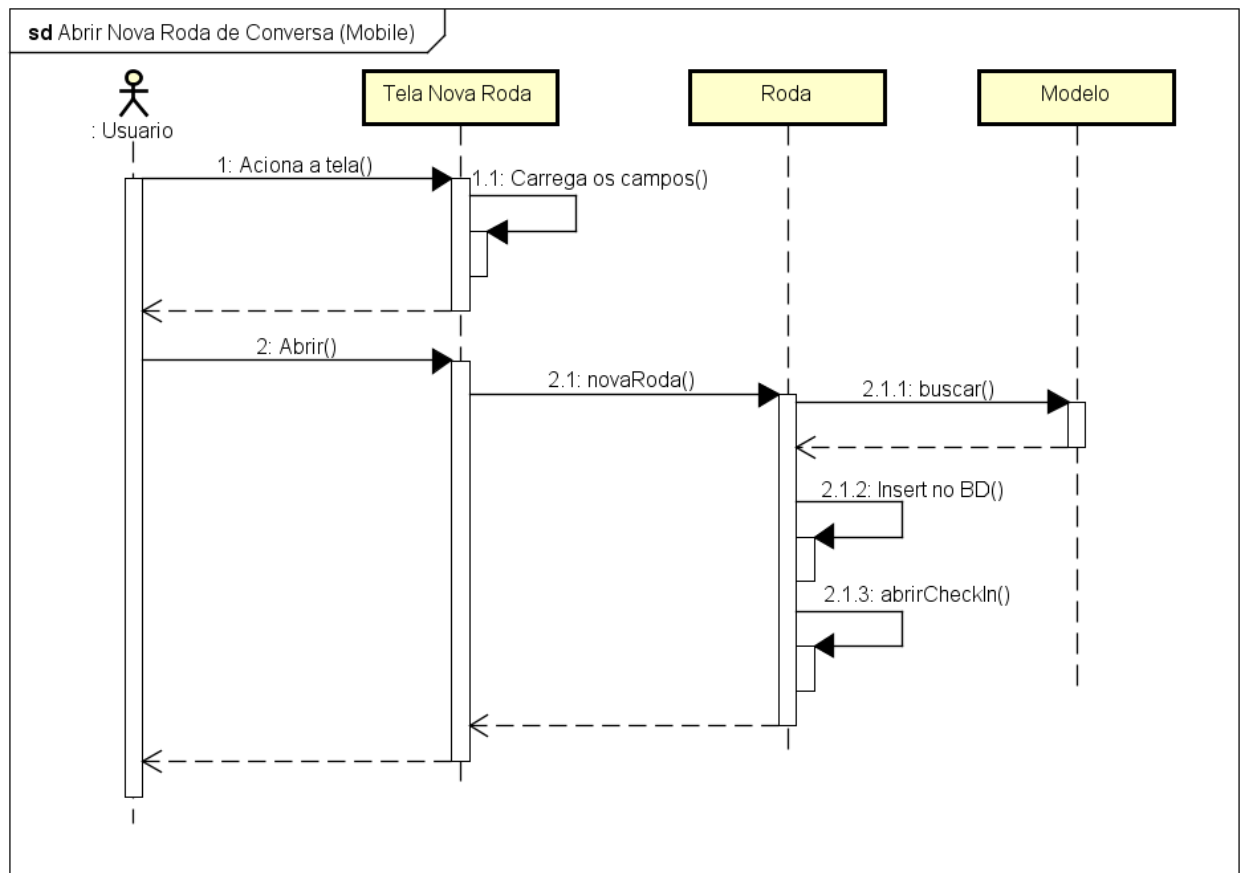 sd Abrir Nova Roda de Conversa (Mobile)
: Usuario
Tela Nova Roda
Roda
Modelo
1: Aciona a tela()
1.1: Carrega os campos()
2: Abrir()
2.1: novaRoda()
2.1.1: buscar()
2.1.2: Insert no BD()
2.1.3: abrirCheckIn()